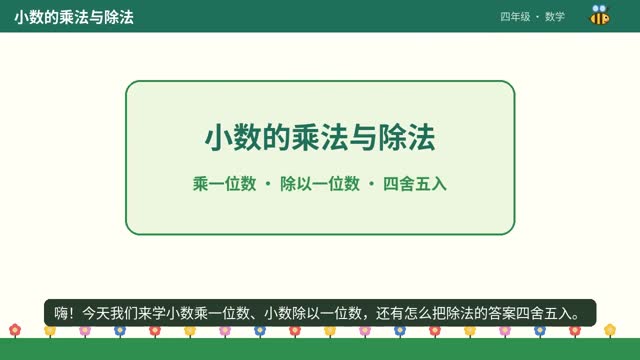 小数的乘法与除法
四年级 · 数学
小数的乘法与除法
乘一位数 · 除以一位数 · 四舍五入
嗨！今天我们来学小数乘一位数、小数除以一位数，还有怎么把除法的答案四舍五入。